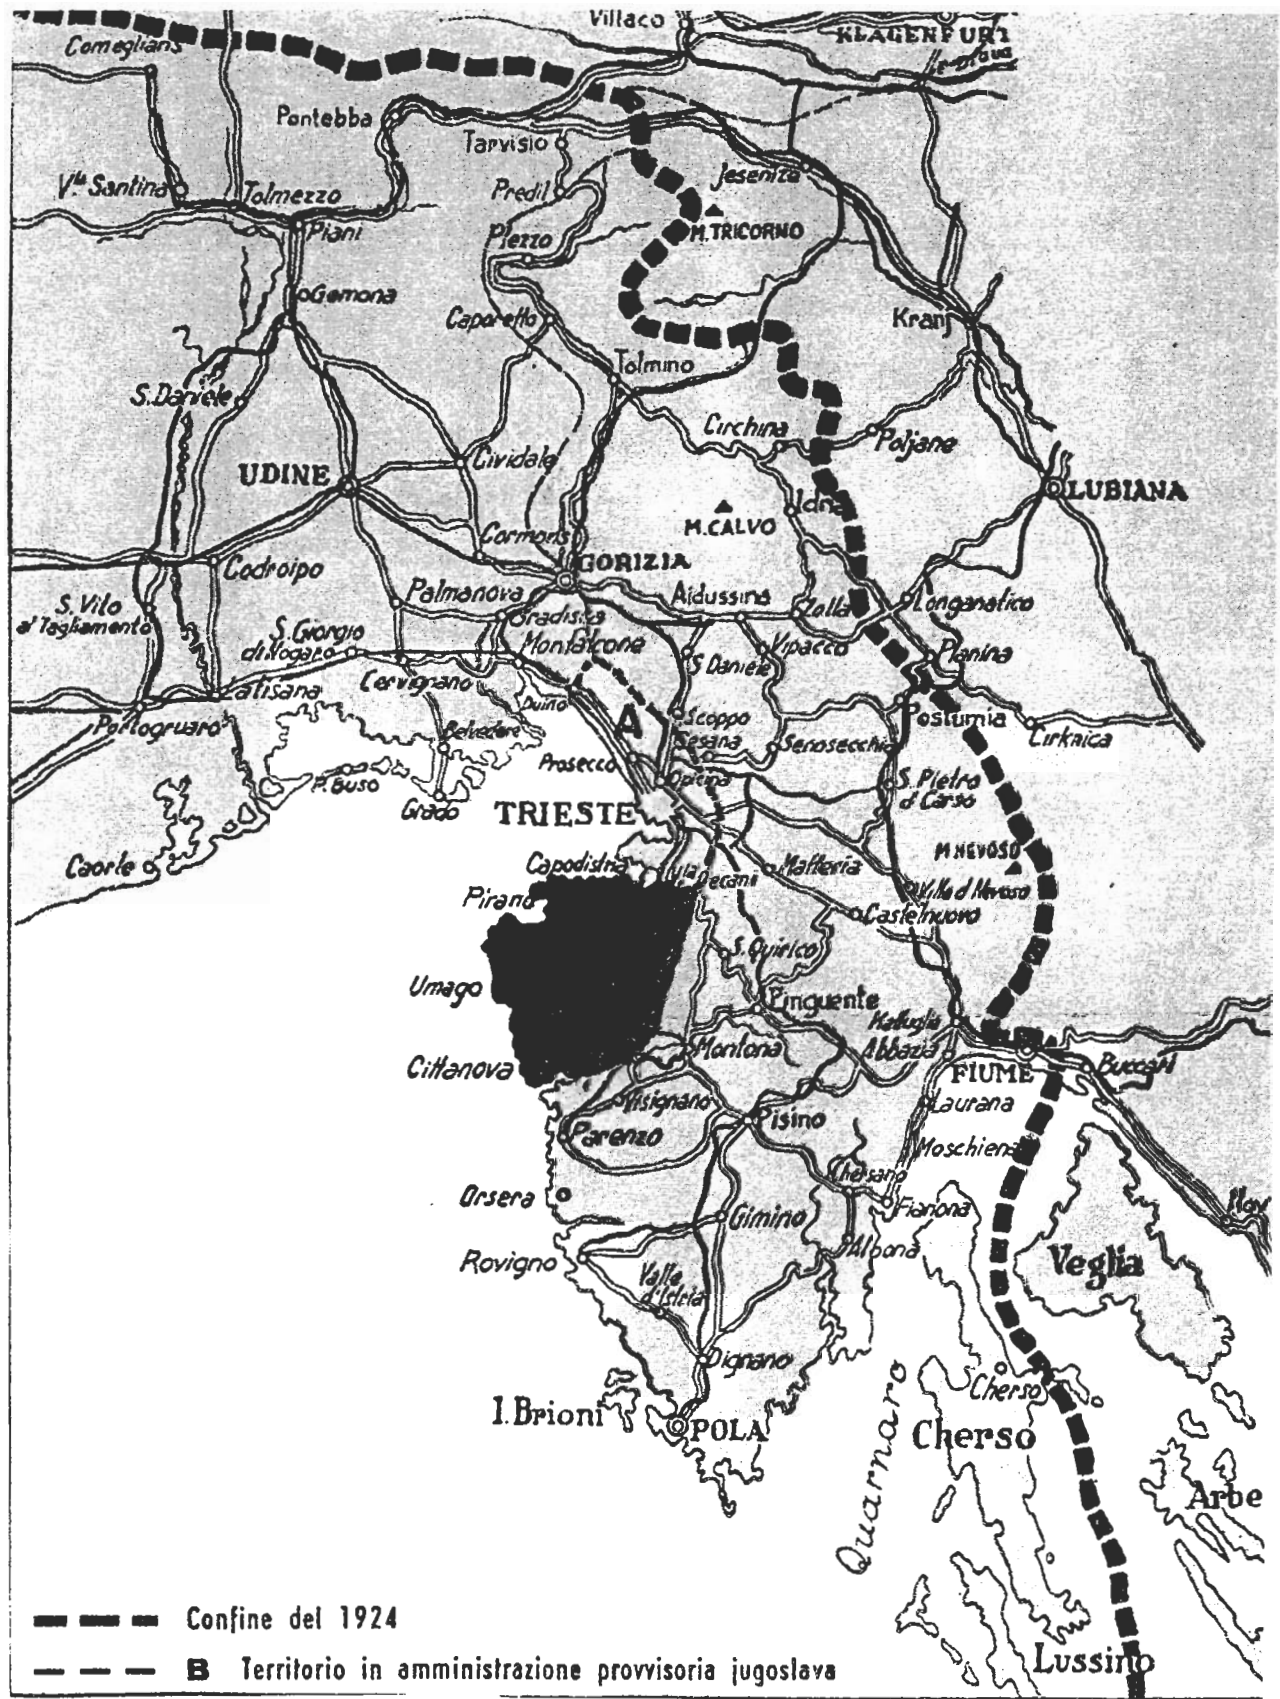 Villaco
KLAGENFURT
Comeglians
Pontebba
Tarvisio
Jesenize
V.la Santina
Tolmezzo
Predil
Piani
Plezzo
M.TRICORNO
Gemona
Caporetto
Kranj
Tolmino
S.Daniele
Circhina
Poljane
Cividale
UDINE
Idria
LUBIANA
M.CALVO
Cormons
Codroipo
GORIZIA
Palmanova
Aidussina
Zolla
Longanatico
S.Vito
al Tagliamento
Gradisca
S.Giorgio
di Nogaro
Monfalcone
S Daniele
Vipacco
Planina
Cervignano
Latisana
Duino
A
Scoppo
Postumia
Portogruaro
Belvedere
Sesana
Senosecchia
Cirknica
Prosecco
Opicina
S.Pietro
d Carso
P.Buso
Grado
TRIESTE
M NEVOSO
Caorle
Capodistria
Decani
Matteria
Villa d Nevoso
Pirano
Castelnuovo
S.Quirico
Umago
Pinguente
Mattuglie
Abbazia
Montona
Cittanova
FIUME
Buccari
Visignano
Laurana
Parenzo
Pisino
Moschiena
Chersano
Orsera
Fianona
Gimino
Albona
Veglia
Rovigno
Valle
d'Istria
Dignano
Cherso
I.Brioni
POLA
Cherso
Quarnaro
Arbe
Confine del 1924
Lussino
B Territorio in amministrazione provvisoria jugoslava